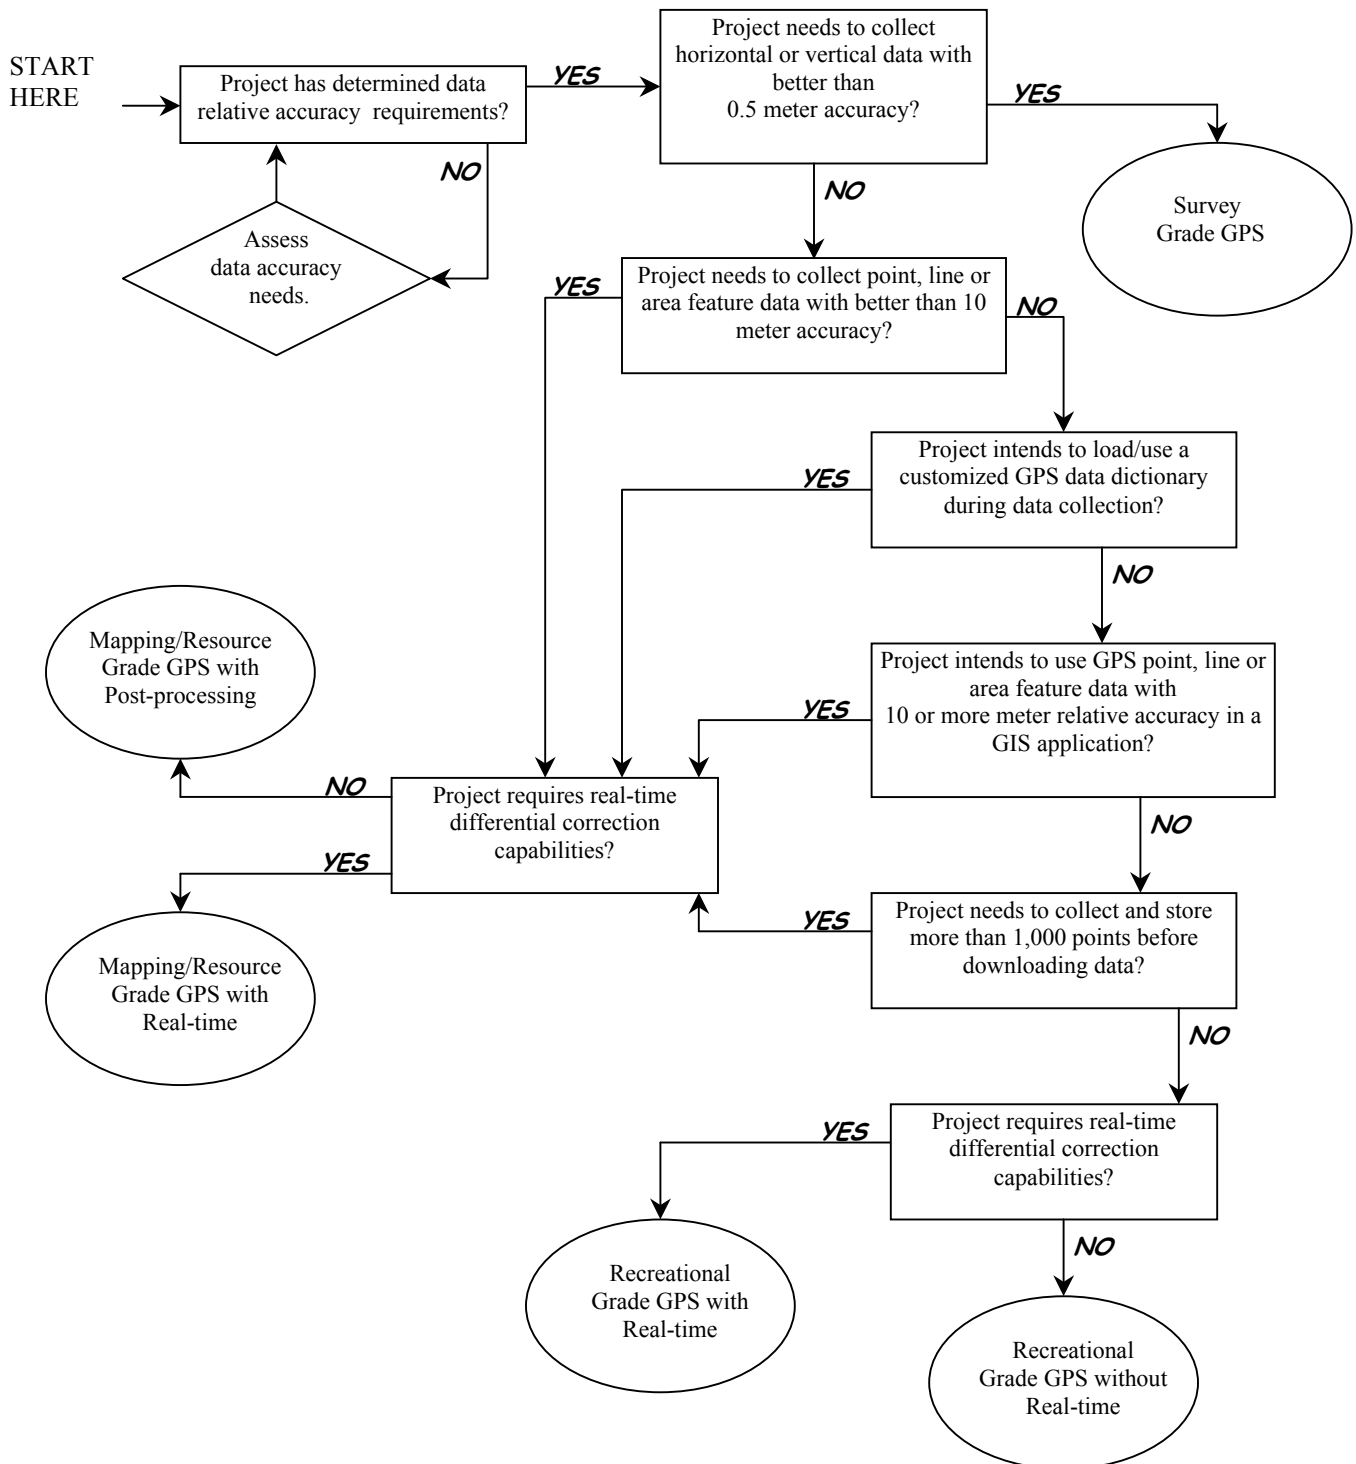 START
HERE
Project has determined data
relative accuracy requirements?
YES
NO
Assess
data accuracy
needs.
Project needs to collect
horizontal or vertical data with
better than
0.5 meter accuracy?
YES
NO
Survey
Grade GPS
Project needs to collect point, line or
area feature data with better than 10
meter accuracy?
YES
NO
Project intends to load/use a
customized GPS data dictionary
during data collection?
YES
NO
Project intends to use GPS point, line or
area feature data with
10 or more meter relative accuracy in a
GIS application?
YES
NO
Mapping/Resource
Grade GPS with
Post-processing
NO
Project requires real-time
differential correction
capabilities?
YES
Mapping/Resource
Grade GPS with
Real-time
Project needs to collect and store
more than 1,000 points before
downloading data?
YES
NO
Project requires real-time
differential correction
capabilities?
YES
NO
Recreational
Grade GPS with
Real-time
Recreational
Grade GPS without
Real-time